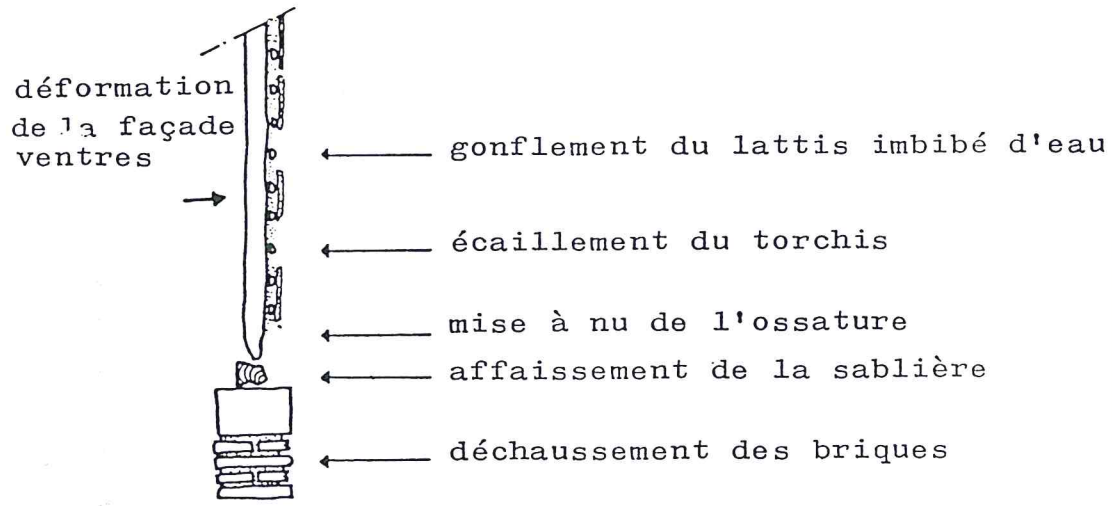 déformation
de la façade
ventres
gonflement du lattis imbibé d'eau
écaillement du torchis
mise à nu de l'ossature
affaissement de la sablière
déchaussement des briques